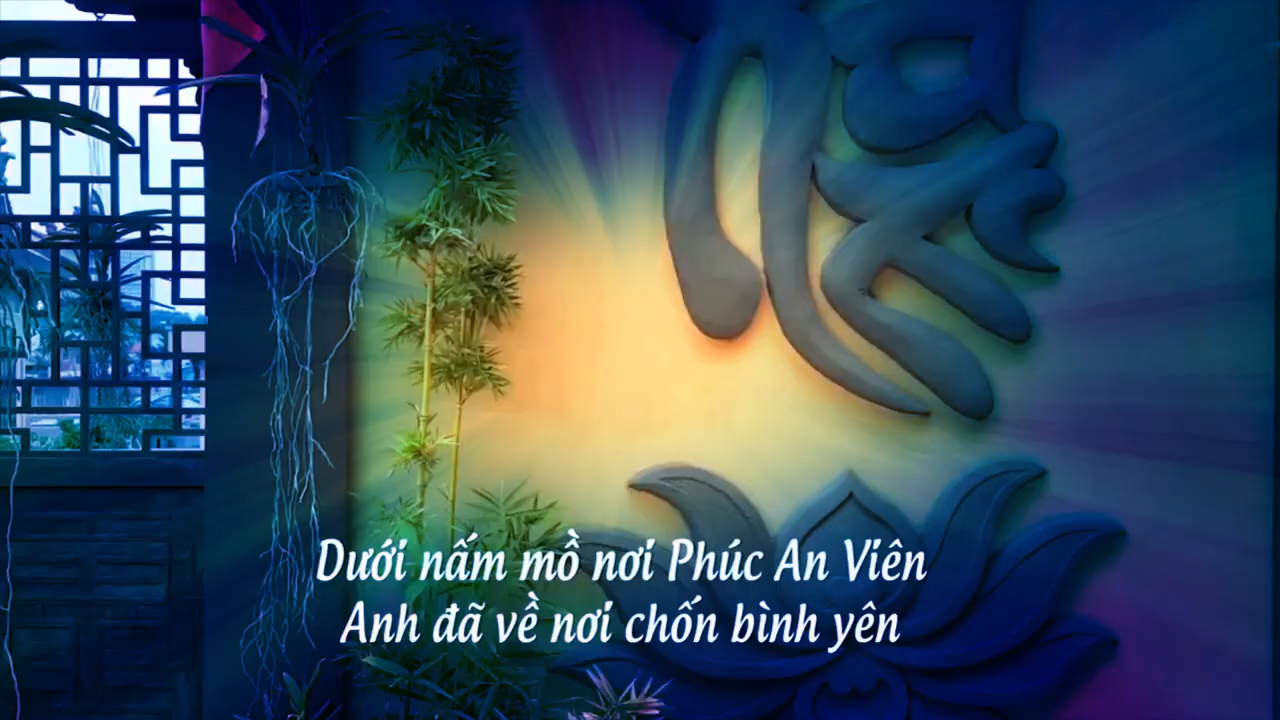 Dưới nấm mồ nơi Phúc An Viên
Anh đã về nơi chốn bình yên